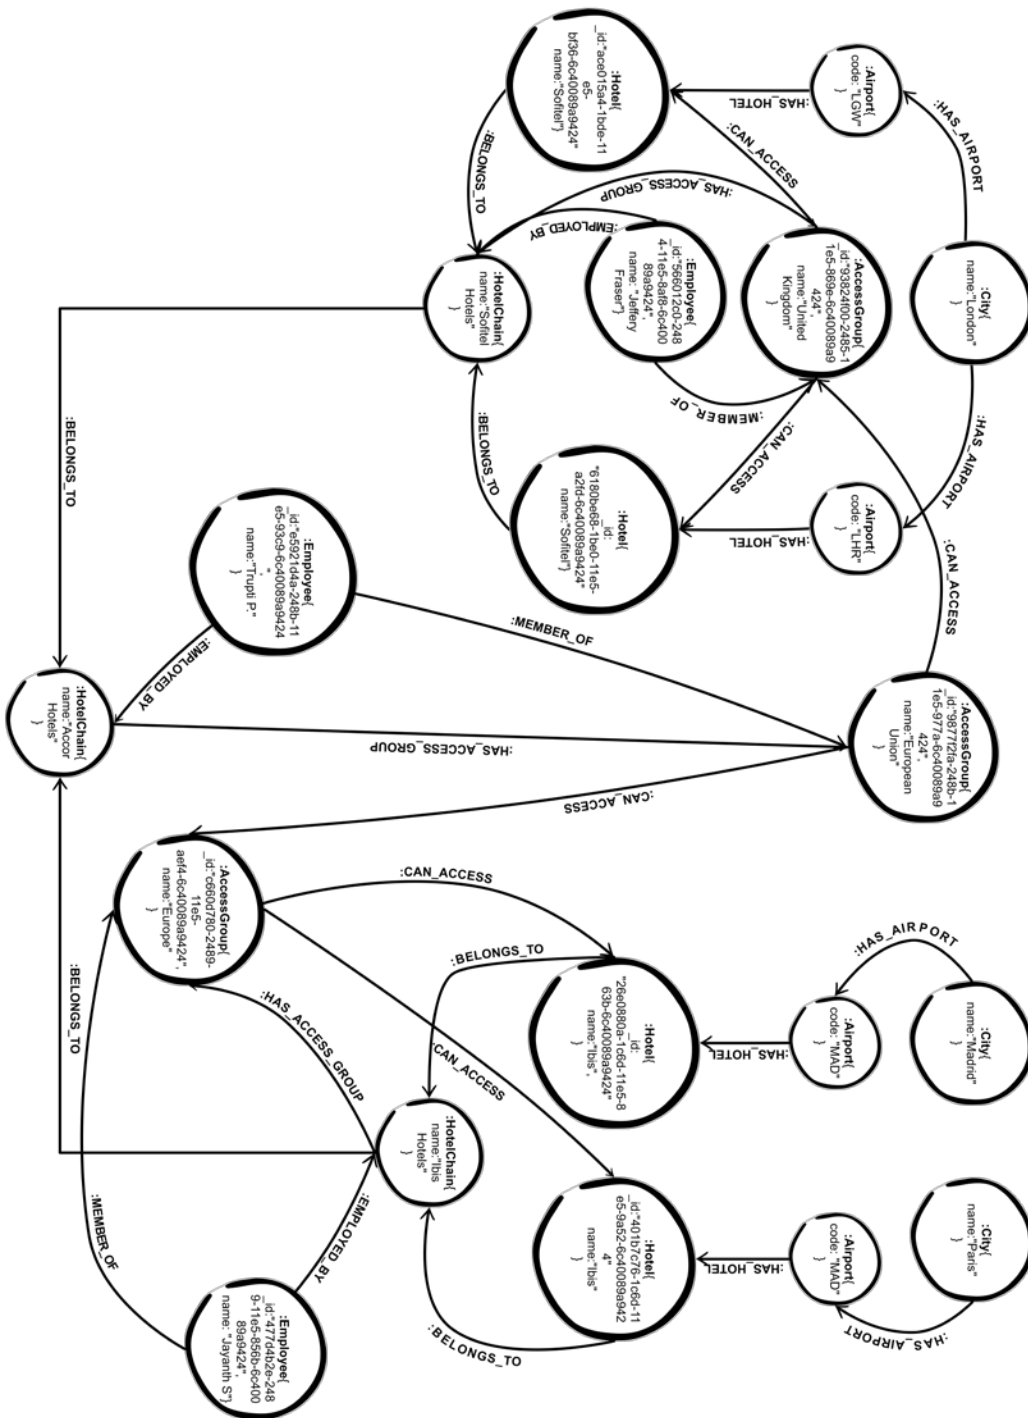 :City{
name:"London"
}
:City{
name:"Madrid"
}
:City{
name:"Paris"
}
:HAS_AIRPORT
:HAS_AIRPORT
:CAN_ACCESS
:HAS_AIRPORT
:HAS_AIRPORT
:AccessGroup{
_id:"9877f2fa-248b-1
1e5-977a-6c40089a9
424",
name:"European
Union"
}
:Airport{
code: "LGW"
}
:Airport{
code: "LHR"
}
:Airport{
code: "MAD"
}
:Airport{
code: "MAD"
}
:AccessGroup{
_id:"93824f00-2485-1
1e5-869e-6c40089a9
424",
name:"United
Kingdom"
}
:HAS_HOTEL
:CAN_ACCESS
:CAN_ACCESS
:MEMBER_OF
:HAS_HOTEL
:HAS_HOTEL
:HAS_HOTEL
:Employee{
_id:"566012c0-248
4-11e5-8af8-6c400
89a9424",
name: "Jeffery
Fraser"}
:Hotel{
_id:"ace015a4-1bde-11
e5-
bf36-6c40089a9424"
name:"Sofitel"}
:Hotel{
_id:
"6180be68-1be0-11e5-
a2fd-6c40089a9424"
name:"Sofitel"}
:Hotel{
_id:
"26e0880a-1c6d-11e5-8
63b-6c40089a9424"
name:"Ibis",
}
:Hotel{
_id:"401b7c76-1c6d-11
e5-9a52-6c40089a942
4"
name:"Ibis"
}
:HAS_ACCESS_GROUP
:EMPLOYED_BY
:MEMBER_OF
:CAN_ACCESS
:CAN_ACCESS
:BELONGS_TO
:BELONGS_TO
:BELONGS_TO
:CAN_ACCESS
:BELONGS_TO
:HotelChain{
name:"Sofitel
Hotels"
}
:HotelChain{
name:"Ibis
Hotels"
}
:HAS_ACCESS_GROUP
:HAS_ACCESS_GROUP
:EMPLOYED_BY
:Employee{
_id:"e5921d4a-248b-11
e5-93c9-6c40089a9424
",
name:"Trupti P."
}
:AccessGroup{
_id:"c660d780-2489-
11e5-
aef4-6c40089a9424",
name:"Europe"
}
:Employee{
_id:"477d4b2e-248
9-11e5-856b-6c400
89a9424",
name: "Jayanth S"}
:EMPLOYED_BY
:MEMBER_OF
:BELONGS_TO
:BELONGS_TO
:HotelChain{
name:"Accor
Hotels"
}